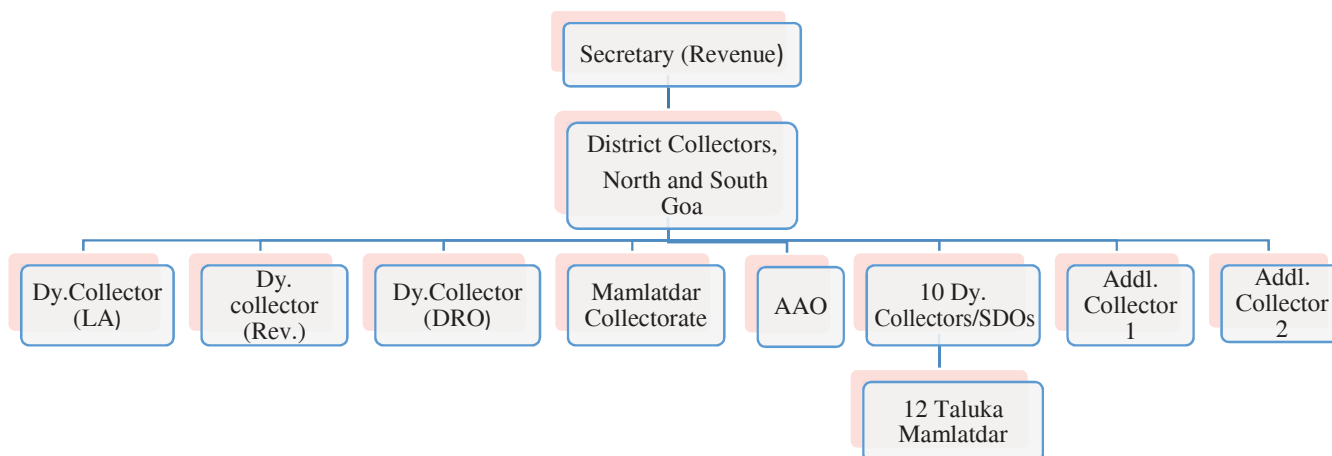 Secretary (Revenue)
District Collectors,
North and South
Goa
Dy.Collector
(LA)
Dy.
collector
(Rev.)
Dy.Collector
(DRO)
Mamlatdar
Collectorate
AAO
10 Dy.
Collectors/SDOs
Addl.
Collector
1
Addl.
Collector
2
12 Taluka
Mamlatdar